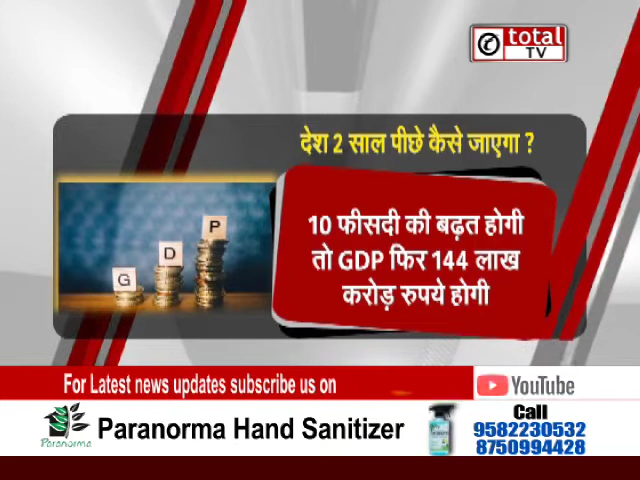 total
TV
देश 2 साल पीछे कैसे जाएगा ?
G
D
P
10 फीसदी की बढ़त होगी
तो GDP फिर 144 लाख
करोड़ रुपये होगी
For Latest news updates subscribe us on
YouTube
Paranorma
Paranorma Hand Sanitizer
Call
9582230532
8750994428